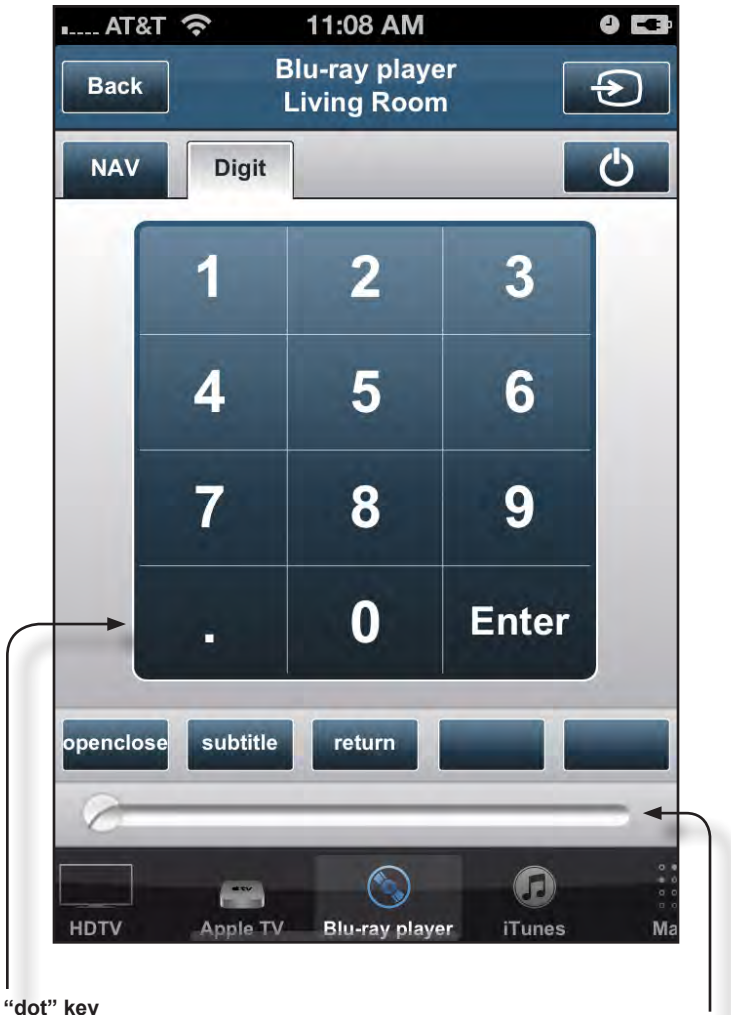 AT&T 11:08 AM
Back
Blu-ray player
Living Room
NAV Digit
1 2 3
4 5 6
7 8 9
. 0 Enter
openclose subtitle return
HDTV Apple TV Blu-ray player iTunes Ma
“dot” key